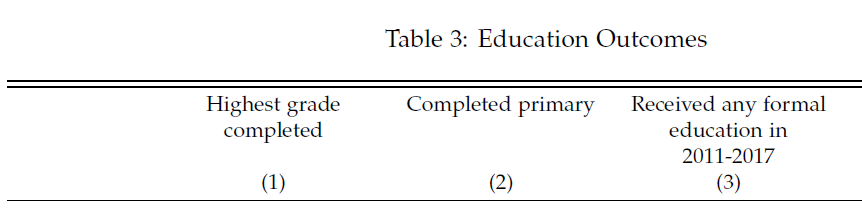 Table 3: Education Outcomes
Highest grade completed
Completed primary
Received any formal education in 2011-2017
(1)
(2)
(3)